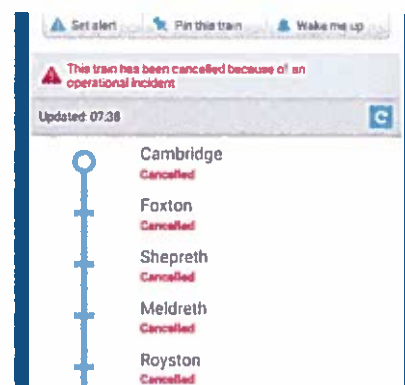 Set alert
Pin this train
Wake me up
This train has been cancelled because of an
operational incident
Updated: 07:38
Cambridge
Cancelled
Foxton
Cancelled
Shepreth
Cancelled
Meldreth
Cancelled
Royston
Cancelled